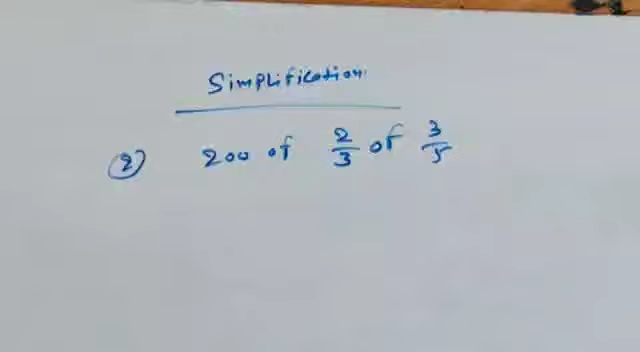 Simplification
(2) 200 of 2/3 of 3/5